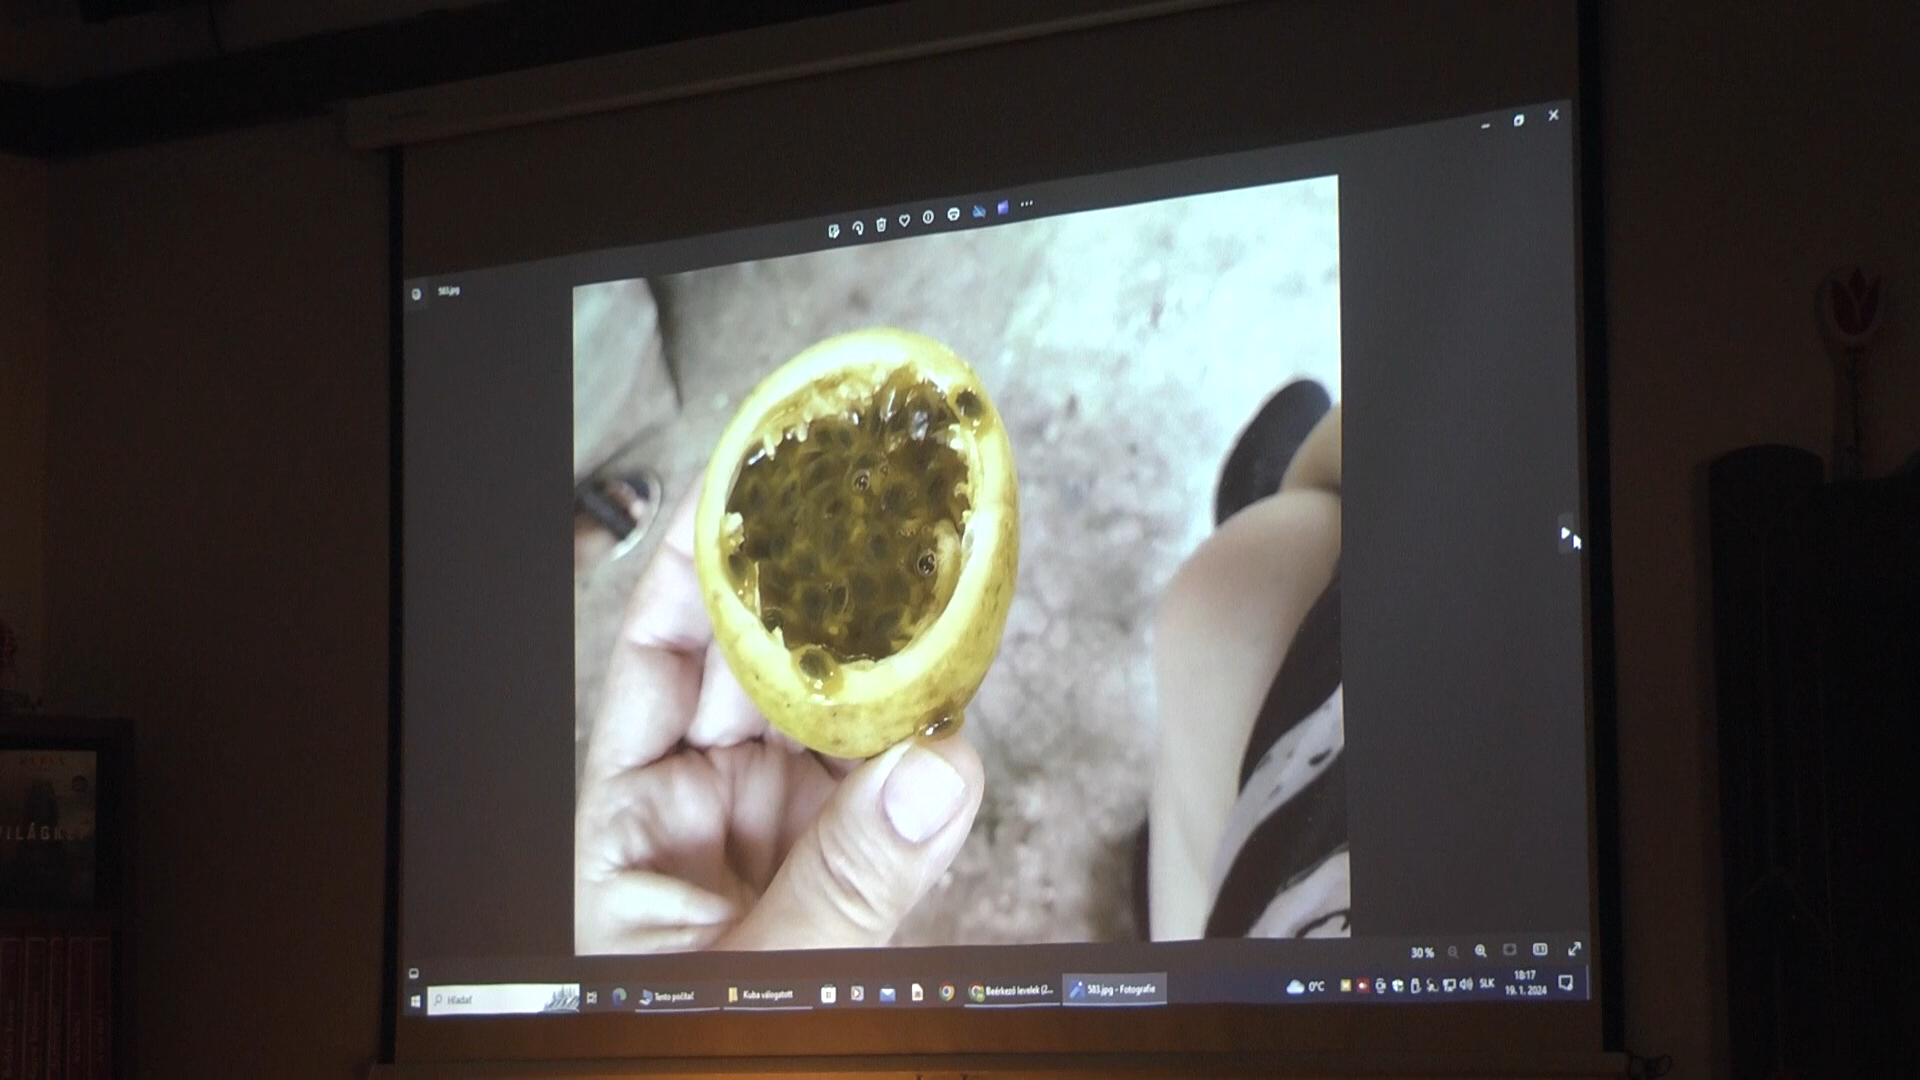 583.jpg
30 %
Hľadať
Tento počítač
Kuba válogatott
Beérkező levelek (2...
583.jpg - Fotografie
0°C
SLK
18:17
19. 1. 2024